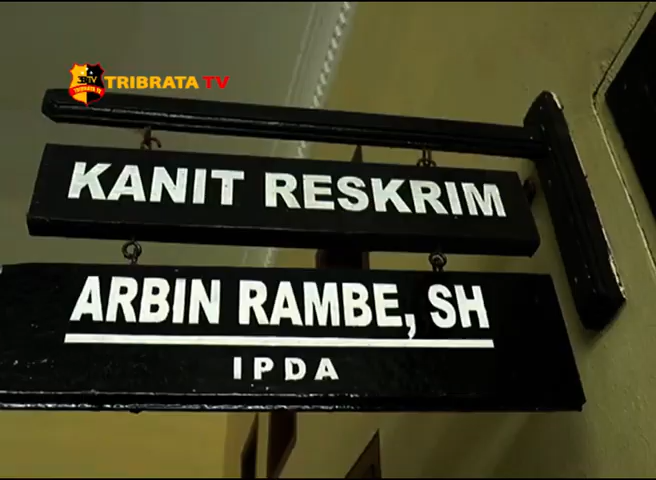 TRIBRATA TV
KANIT RESKRIM
ARBIN RAMBE, SH
IPDA